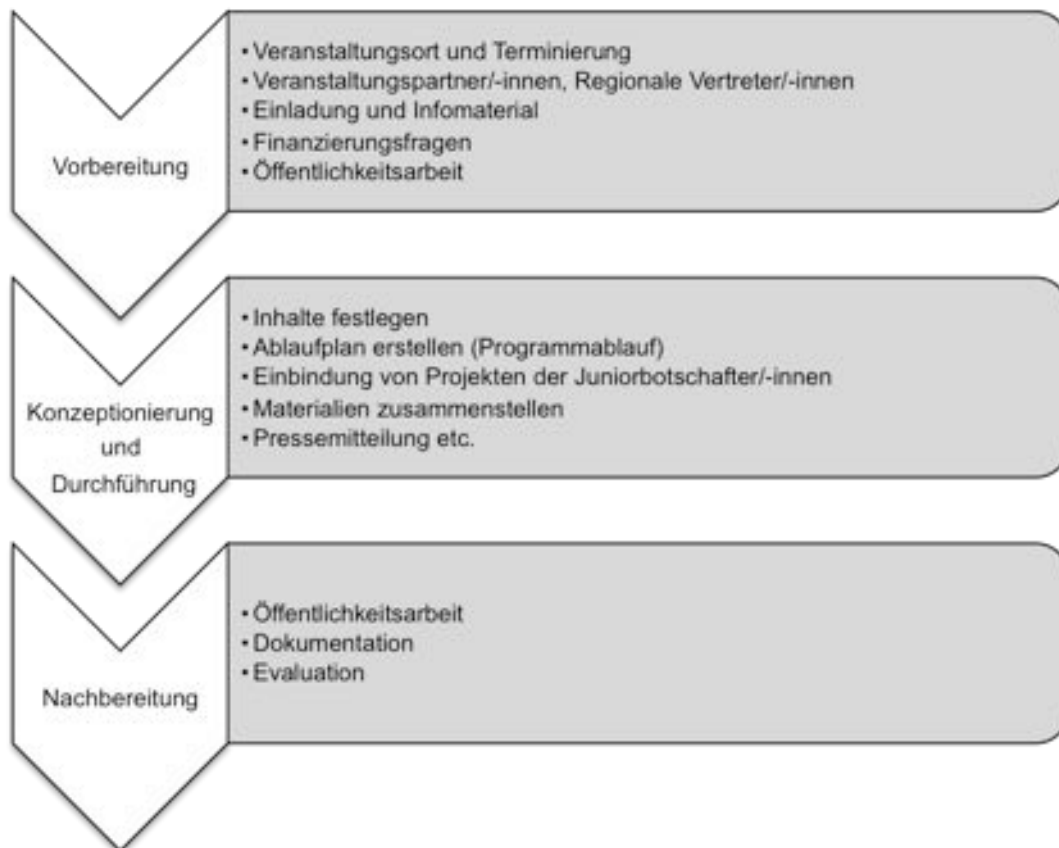 Vorbereitung
• Veranstaltungsort und Terminierung
• Veranstaltungspartner/-innen, Regionale Vertreter/-innen
• Einladung und Infomaterial
• Finanzierungsfragen
• Öffentlichkeitsarbeit
Konzeptionierung
und
Durchführung
• Inhalte festlegen
• Ablaufplan erstellen (Programmablauf)
• Einbindung von Projekten der Juniorbotschafter/-innen
• Materialien zusammenstellen
• Pressemitteilung etc.
Nachbereitung
• Öffentlichkeitsarbeit
• Dokumentation
• Evaluation